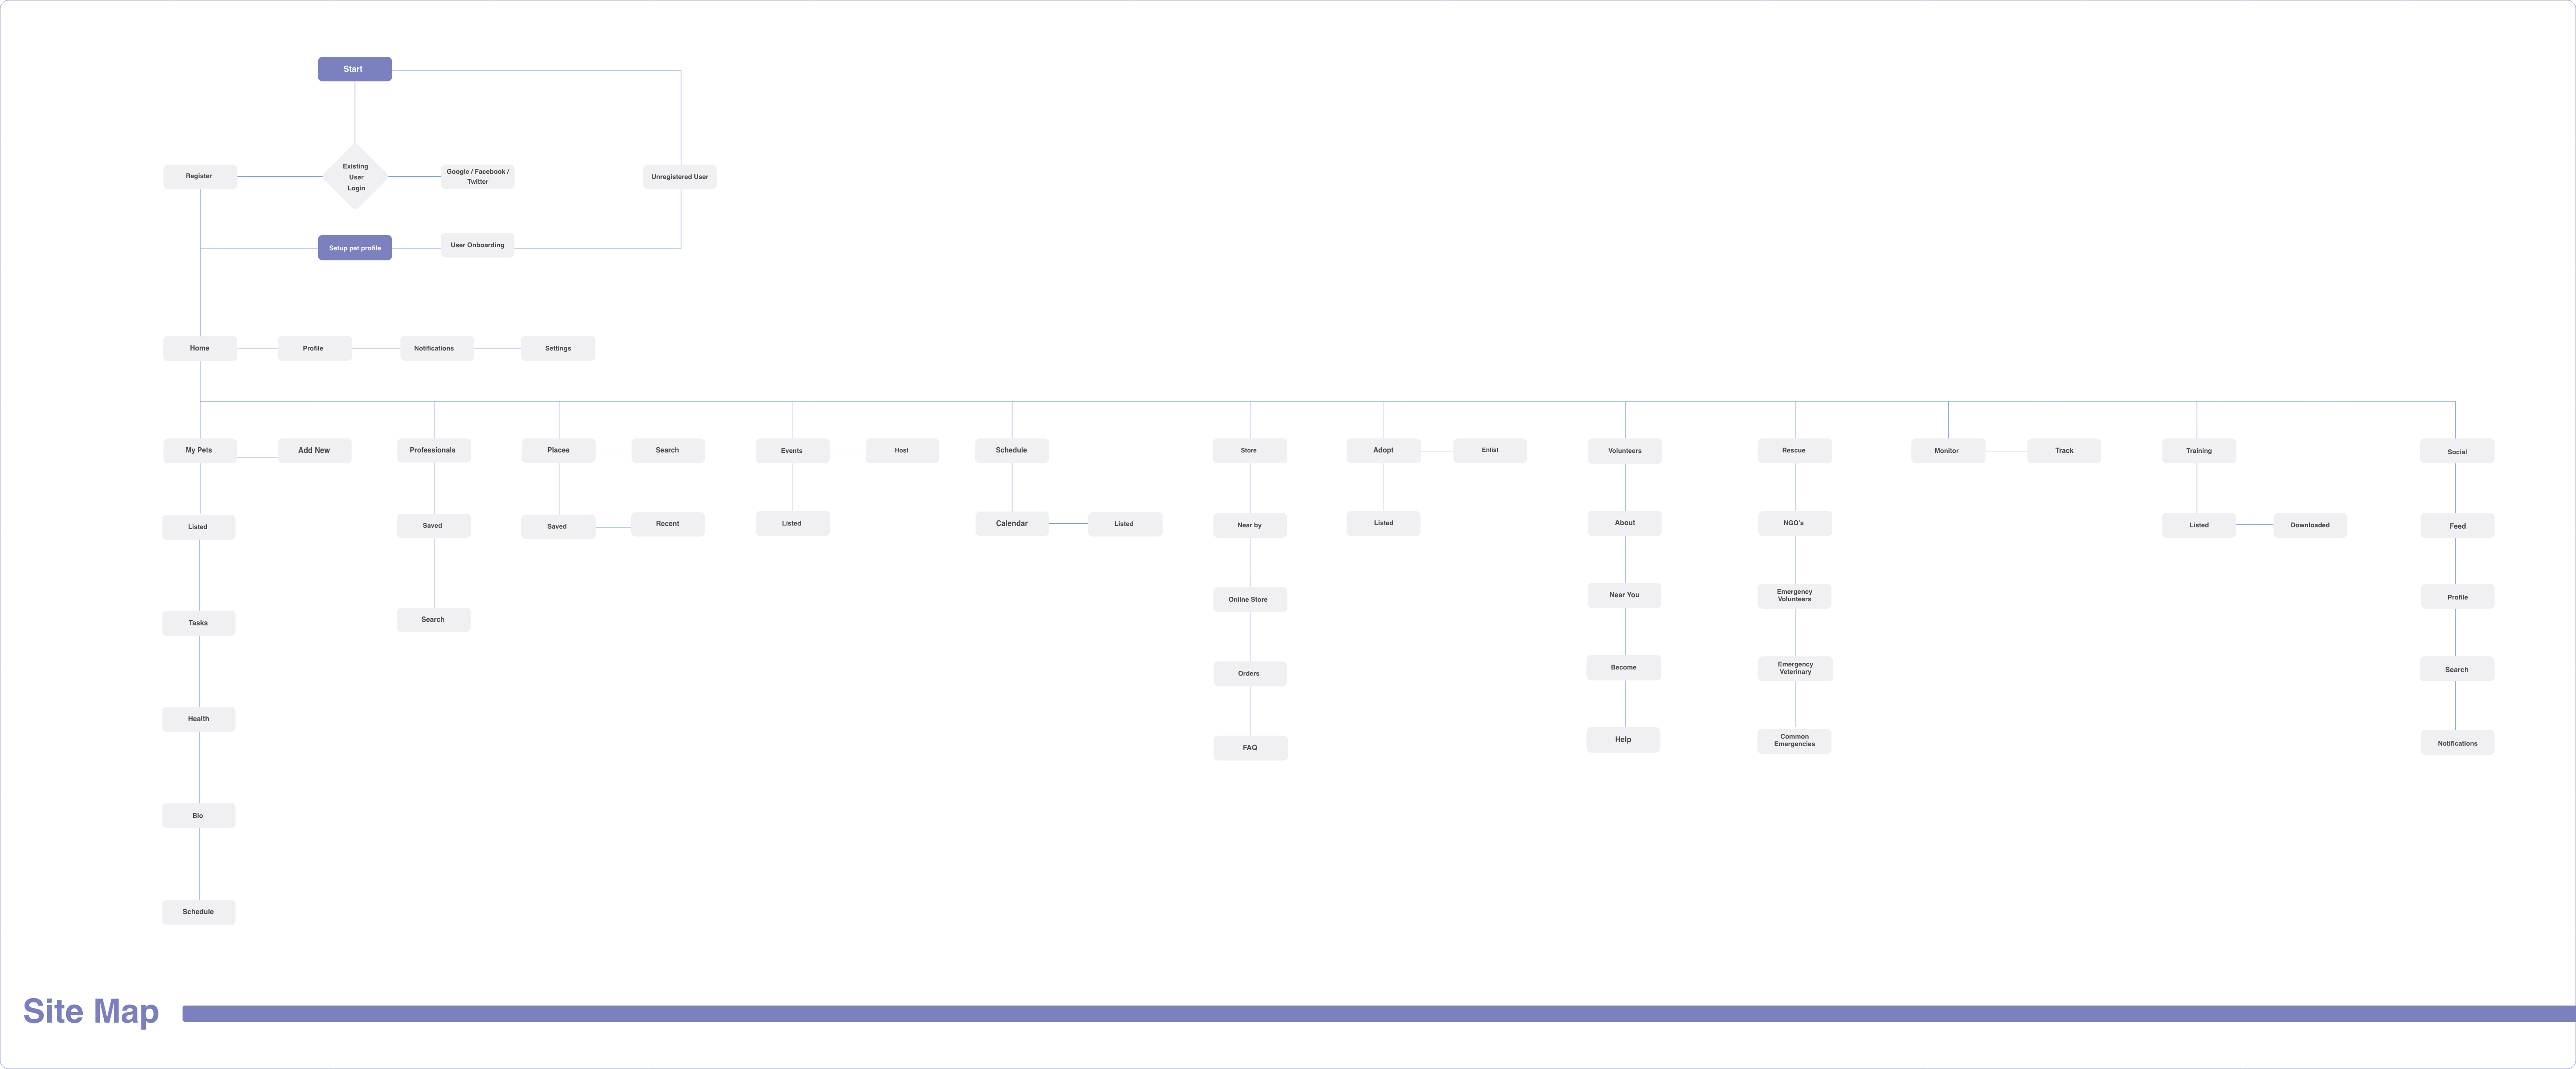 Start
Register
Existing
User
Login
Google / Facebook /
Twitter
Unregistered User
Setup pet profile
User Onboarding
Home
Profile
Notifications
Settings
My Pets
Add New
Professionals
Places
Search
Events
Host
Schedule
Store
Adopt
Enlist
Volunteers
Rescue
Monitor
Track
Training
Social
Listed
Saved
Saved
Recent
Listed
Calendar
Listed
Near by
Listed
About
NGO's
Listed
Downloaded
Feed
Tasks
Search
Online Store
Near You
Emergency
Volunteers
Profile
Health
Orders
Become
Emergency
Veterinary
Search
FAQ
Help
Common
Emergencies
Notifications
Bio
Schedule
Site Map